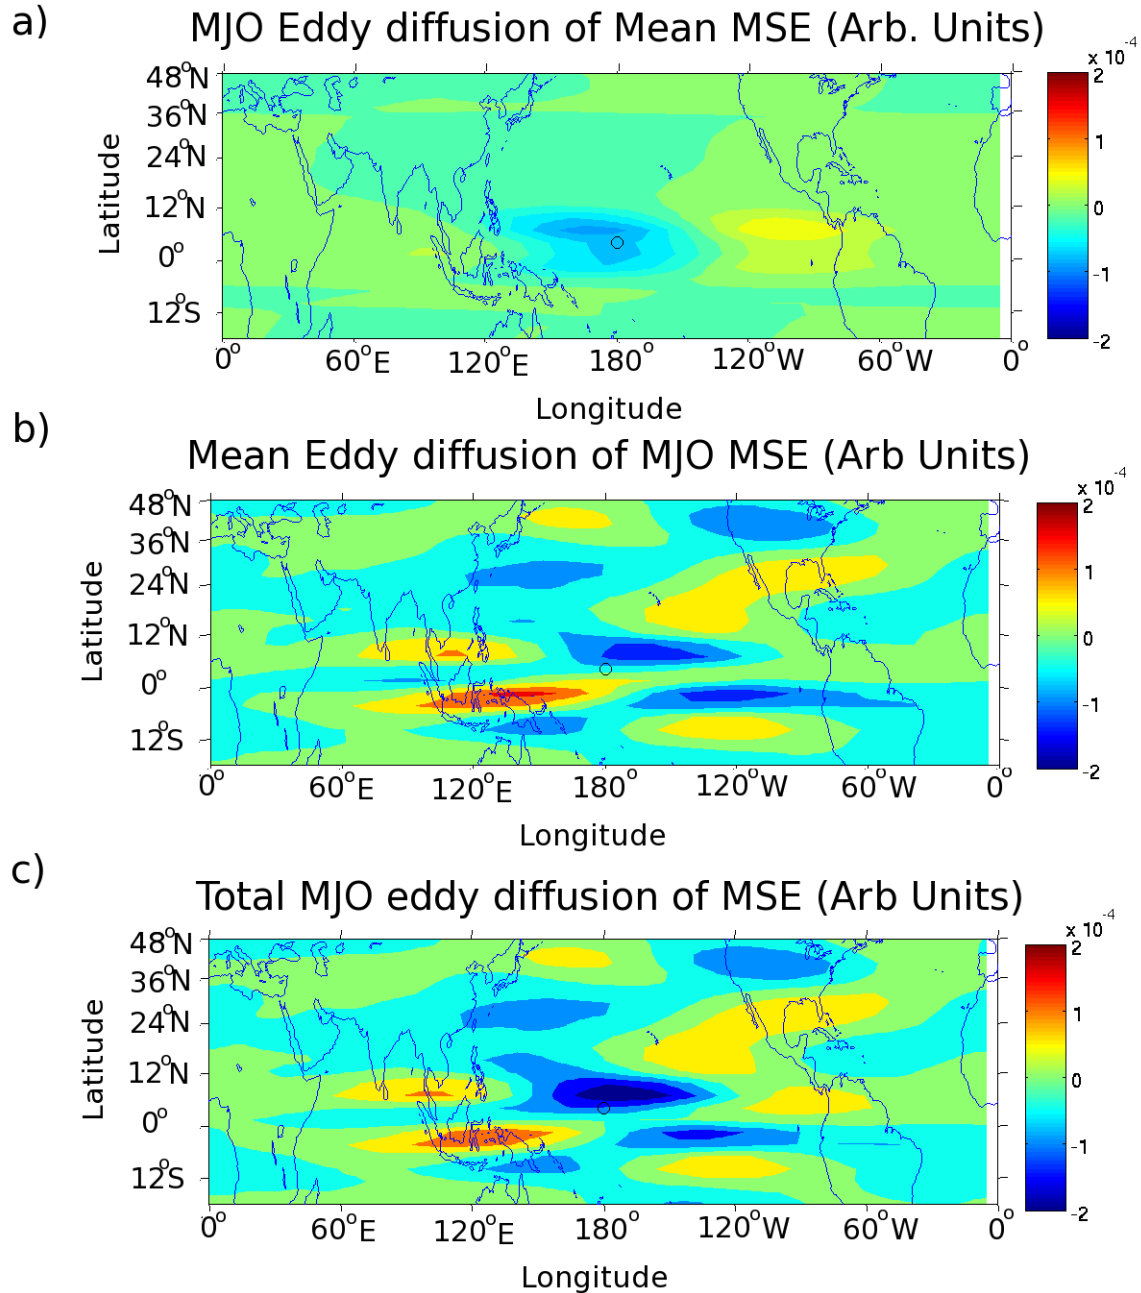 a)
MJO Eddy diffusion of Mean MSE (Arb. Units)
x 10⁻⁴
48°N
36°N
24°N
12°N
0°
12°S
Latitude
0° 60°E 120°E 180° 120°W 60°W 0°
Longitude
2
1
0
-1
-2
b)
Mean Eddy diffusion of MJO MSE (Arb Units)
x 10⁻⁴
48°N
36°N
24°N
12°N
0°
12°S
Latitude
0° 60°E 120°E 180° 120°W 60°W 0°
Longitude
2
1
0
-1
-2
c)
Total MJO eddy diffusion of MSE (Arb Units)
x 10⁻⁴
48°N
36°N
24°N
12°N
0°
12°S
Latitude
0° 60°E 120°E 180° 120°W 60°W 0°
Longitude
2
1
0
-1
-2